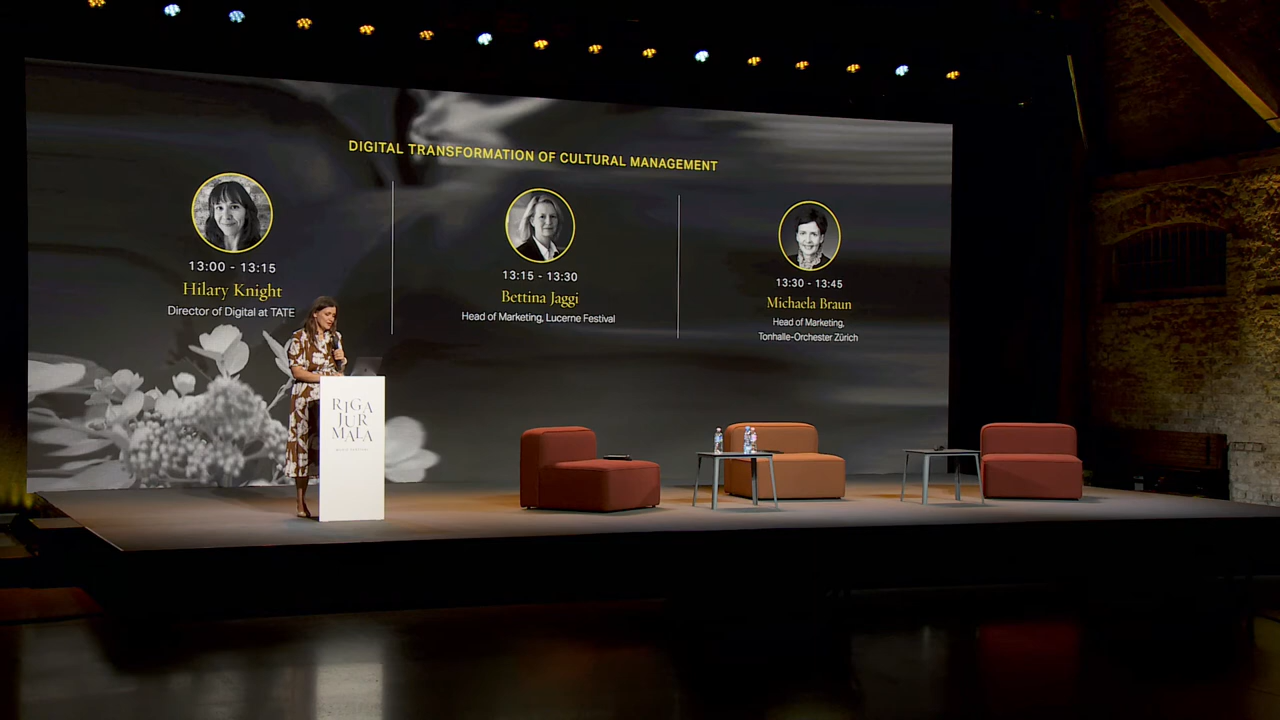 DIGITAL TRANSFORMATION OF CULTURAL MANAGEMENT
13:00 - 13:15
Hilary Knight
Director of Digital at TATE
13:15 - 13:30
Bettina Jaggi
Head of Marketing, Lucerne Festival
13:30 - 13:45
Michaela Braun
Head of Marketing,
Tonhalle-Orchester Zürich
RIGA
JUR
MALA